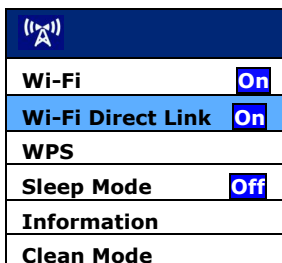 Wi-Fi On
Wi-Fi Direct Link On
WPS
Sleep Mode Off
Information
Clean Mode